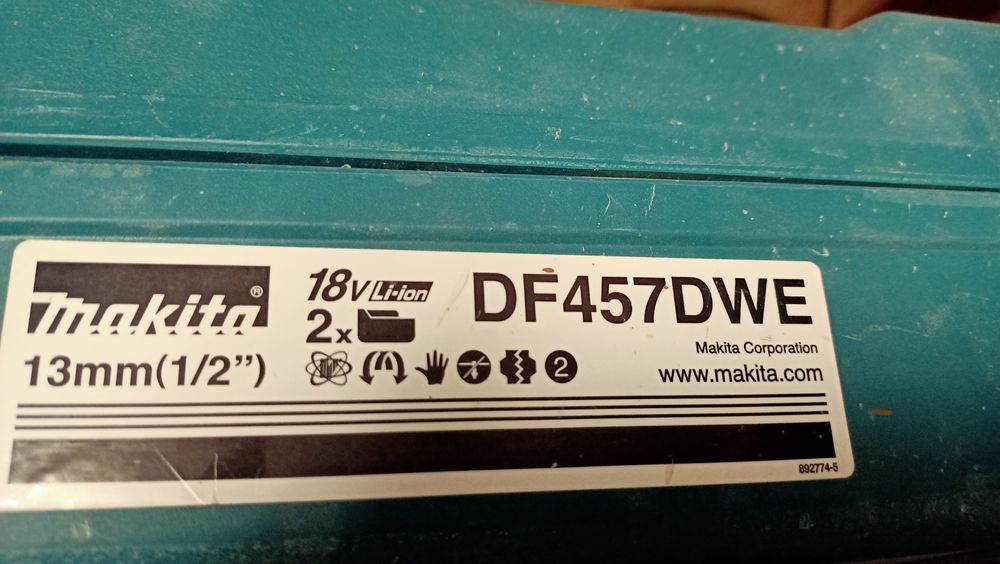 makita®
13mm(1/2")
18V Li-ion
2x
2
DF457DWE
Makita Corporation
www.makita.com
892774-5